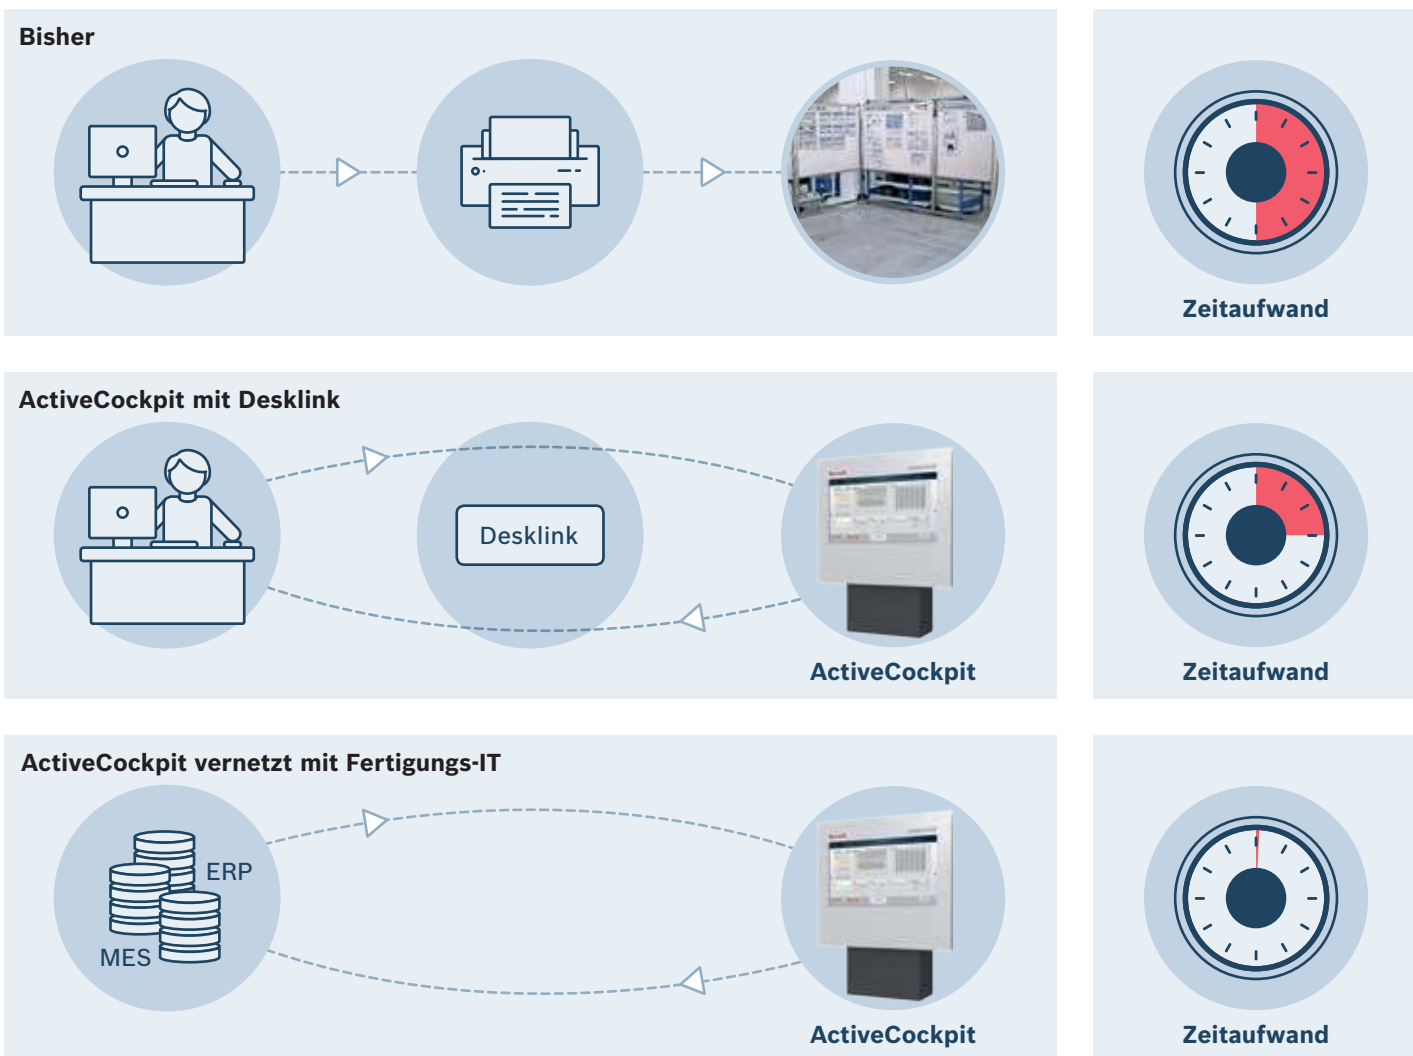 Bisher
Zeitaufwand
ActiveCockpit mit Desklink
Desklink
ActiveCockpit
Zeitaufwand
ActiveCockpit vernetzt mit Fertigungs-IT
ERP
MES
ActiveCockpit
Zeitaufwand